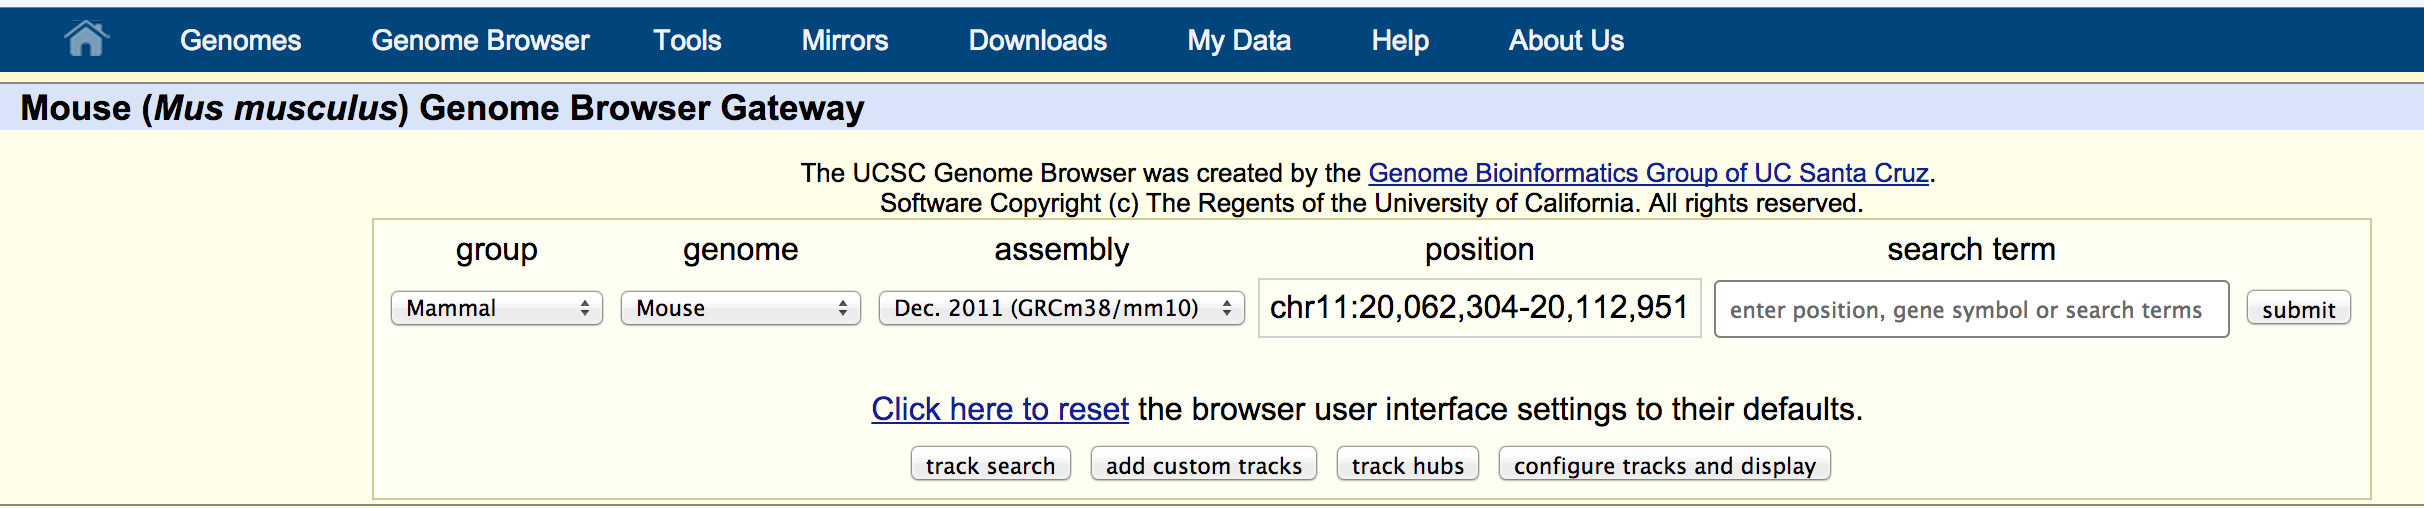 Genomes Genome Browser Tools Mirrors Downloads My Data Help About Us
Mouse (Mus musculus) Genome Browser Gateway
The UCSC Genome Browser was created by the Genome Bioinformatics Group of UC Santa Cruz.
Software Copyright (c) The Regents of the University of California. All rights reserved.
group genome assembly position search term
Mammal Mouse Dec. 2011 (GRCm38/mm10) chr11:20,062,304-20,112,951 enter position, gene symbol or search terms submit
Click here to reset the browser user interface settings to their defaults.
track search add custom tracks track hubs configure tracks and display